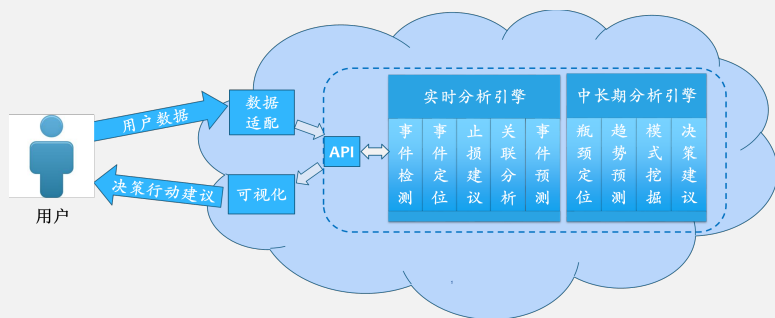 用户数据
决策行动建议
用户
数据
适配
可视化
API
实时分析引擎
事件检测
事件定位
止损建议
关联分析
事件预测
中长期分析引擎
瓶颈定位
趋势预测
模式挖掘
决策建议